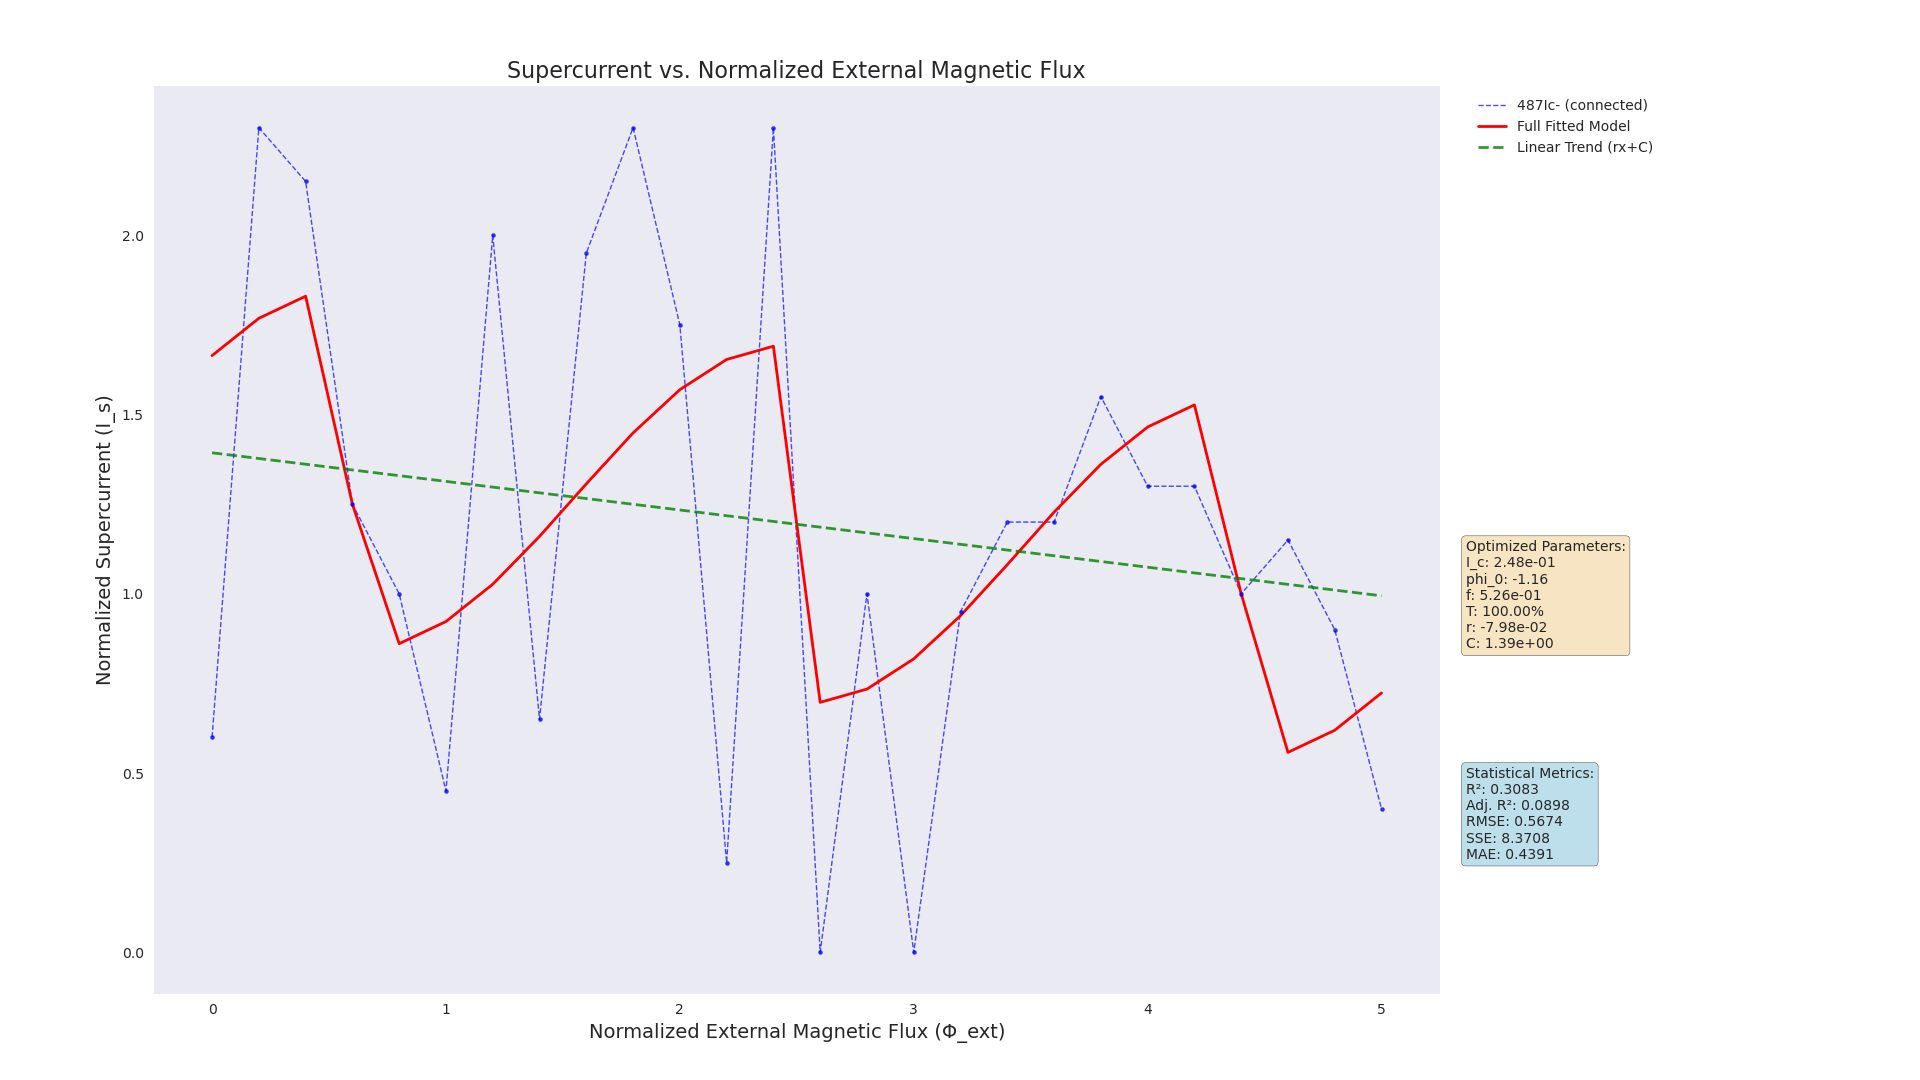 Supercurrent vs. Normalized External Magnetic Flux
487Ic- (connected)
Full Fitted Model
Linear Trend (rx+C)
Normalized Supercurrent (I_s)
2.0
1.5
1.0
0.5
0.0
0 1 2 3 4 5
Normalized External Magnetic Flux (Φ_ext)
Optimized Parameters:
I_c: 2.48e-01
phi_0: -1.16
f: 5.26e-01
T: 100.00%
r: -7.98e-02
C: 1.39e+00
Statistical Metrics:
R²: 0.3083
Adj. R²: 0.0898
RMSE: 0.5674
SSE: 8.3708
MAE: 0.4391